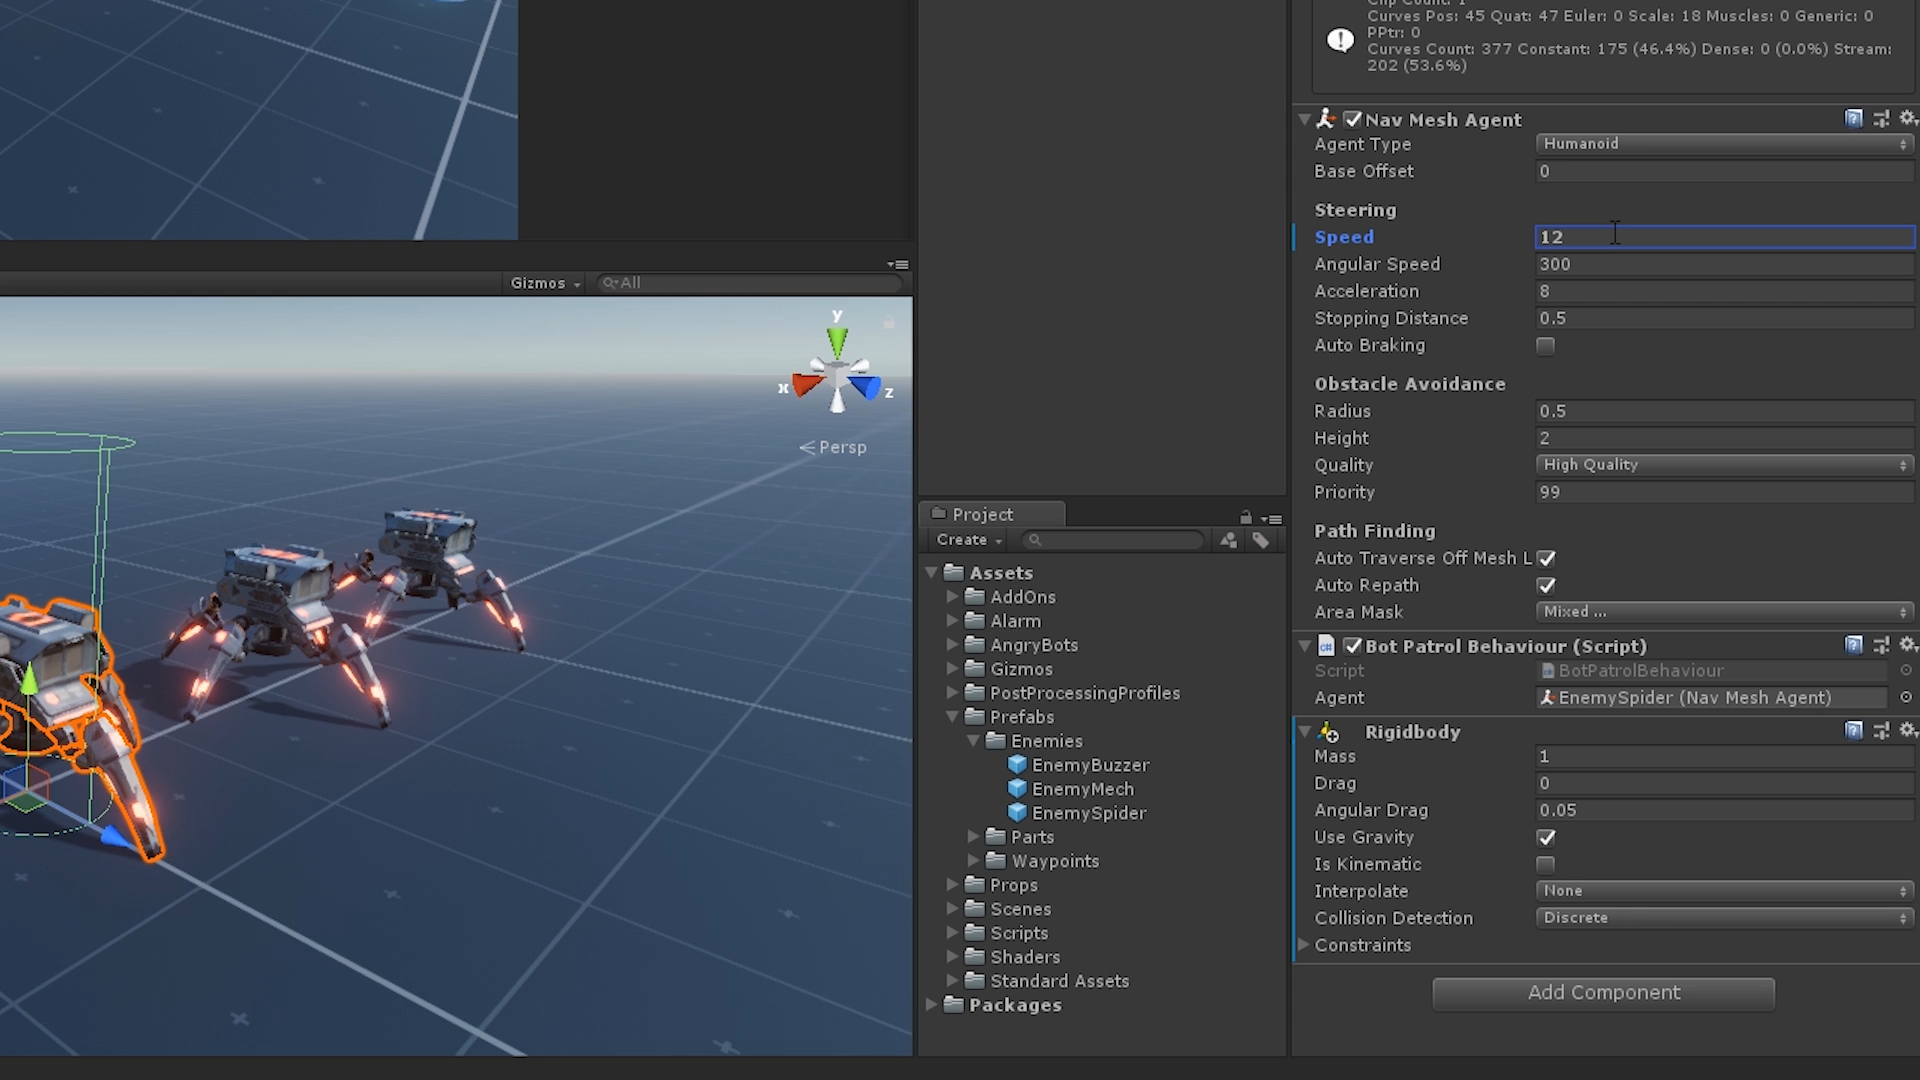 Clip Count: 1
Curves Pos: 45 Quat: 47 Euler: 0 Scale: 18 Muscles: 0 Generic: 0
PPtr: 0
Curves Count: 377 Constant: 175 (46.4%) Dense: 0 (0.0%) Stream:
202 (53.6%)
Nav Mesh Agent
Agent Type Humanoid
Base Offset 0
Steering
Speed 12
Angular Speed 300
Acceleration 8
Stopping Distance 0.5
Auto Braking
Obstacle Avoidance
Radius 0.5
Height 2
Quality High Quality
Priority 99
Path Finding
Auto Traverse Off Mesh L
Auto Repath
Area Mask Mixed ...
Bot Patrol Behaviour (Script)
Script BotPatrolBehaviour
Agent EnemySpider (Nav Mesh Agent)
Rigidbody
Mass 1
Drag 0
Angular Drag 0.05
Use Gravity
Is Kinematic
Interpolate None
Collision Detection Discrete
Constraints
Add Component
Gizmos All
y
x z
Persp
Project
Create
Assets
AddOns
Alarm
AngryBots
Gizmos
PostProcessingProfiles
Prefabs
Enemies
EnemyBuzzer
EnemyMech
EnemySpider
Parts
Waypoints
Props
Scenes
Scripts
Shaders
Standard Assets
Packages